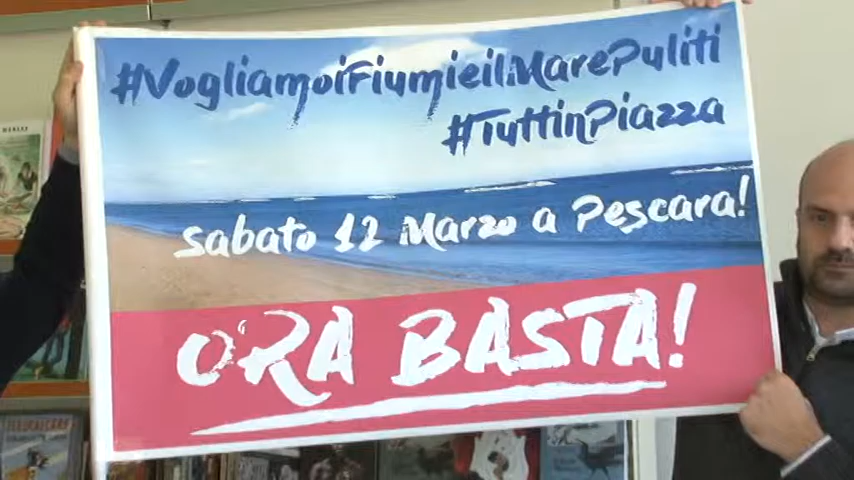 #VogliamoiFiumieilMarePuliti
#TuttinPiazza
Sabato 12 Marzo a Pescara!
ORA BASTA!